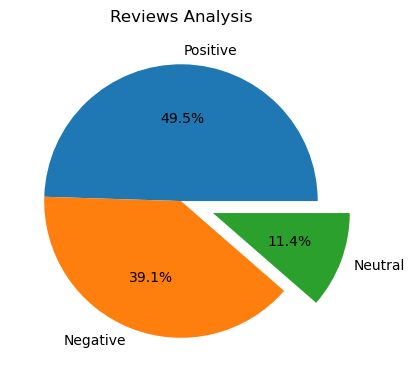 Reviews Analysis
Positive
49.5%
11.4%
Neutral
39.1%
Negative